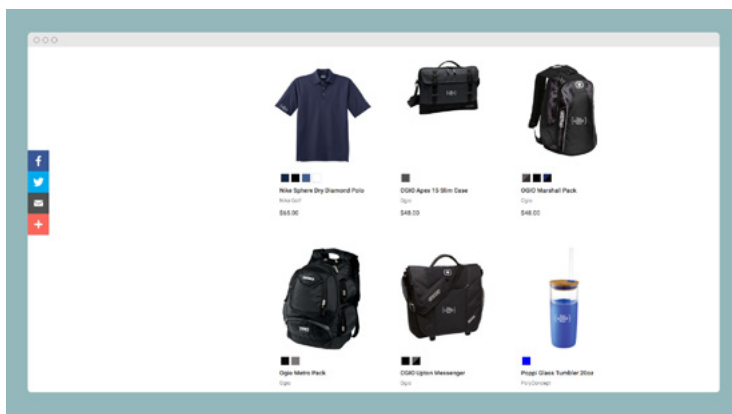 Nike Sphere Dry Diamond Polo
Nike Golf
$65.00
OGIO Apex 15 Slim Case
Ogio
$48.00
OGIO Marshall Pack
Ogio
$48.00
Ogio Metro Pack
Ogio
OGIO Upton Messenger
Ogio
Poppi Glass Tumbler 20oz
PolyConcept